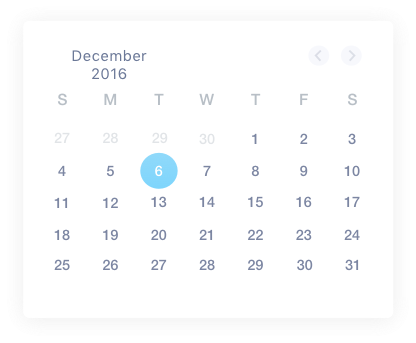 December
2016
S M T W T F S
27 28 29 30 1 2 3
4 5 6 7 8 9 10
11 12 13 14 15 16 17
18 19 20 21 22 23 24
25 26 27 28 29 30 31